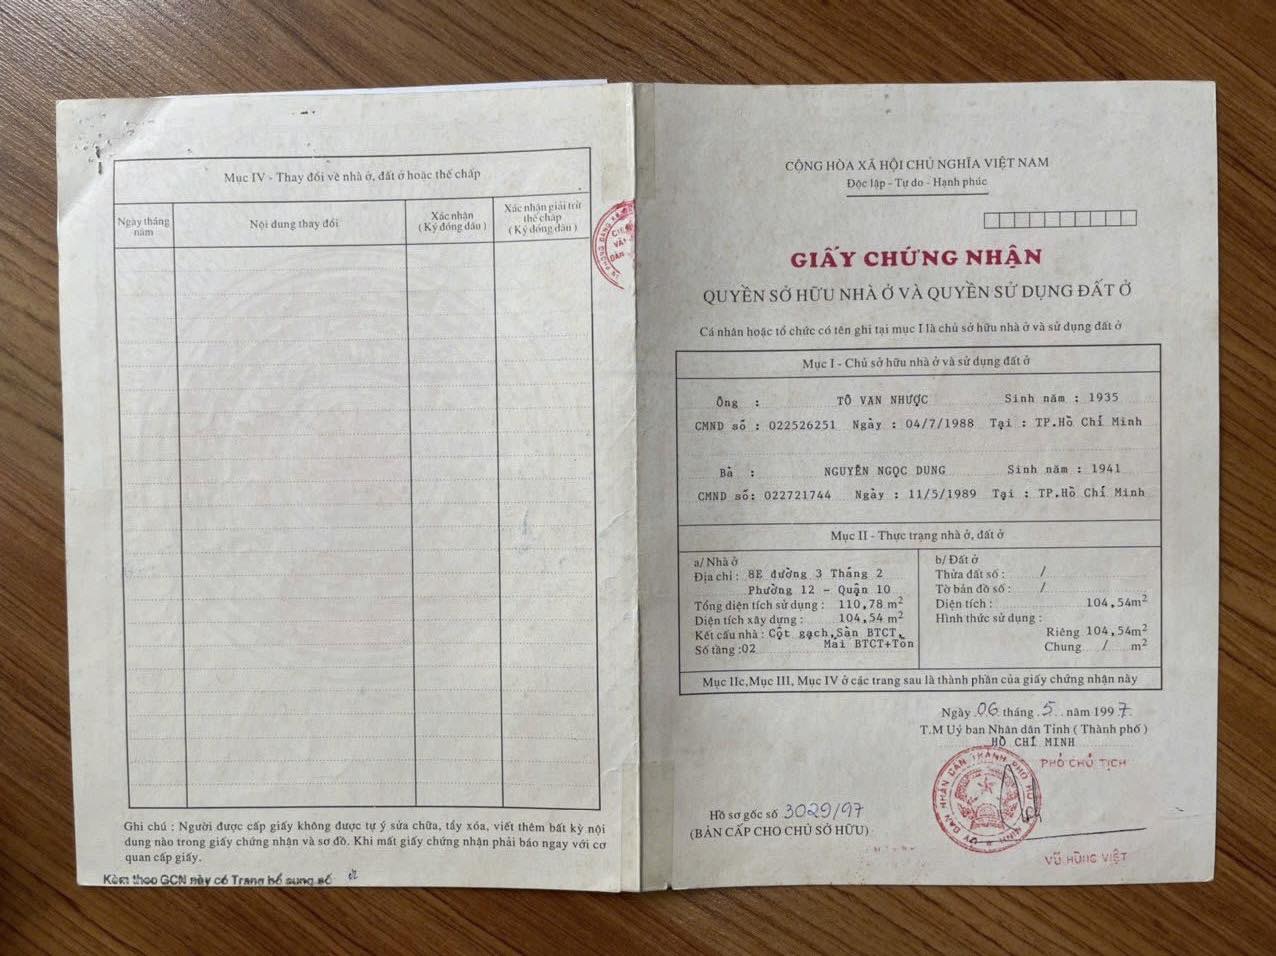 Mục IV - Thay đổi về nhà ở, đất ở hoặc thế chấp
Ngày tháng năm
Nội dung thay đổi
Xác nhận
( Ký đóng dấu )
Xác nhận giải trừ
thế chấp
( Ký đóng dấu )
Ghi chú : Người được cấp giấy không được tự ý sửa chữa, tẩy xóa, viết thêm bất kỳ nội
dung nào trong giấy chứng nhận và sơ đồ. Khi mất giấy chứng nhận phải báo ngay với cơ
quan cấp giấy.
Kèm theo GCN này có Trang bổ sung số
CỘNG HÒA XÃ HỘI CHỦ NGHĨA VIỆT NAM
Độc lập - Tự do - Hạnh phúc
GIẤY CHỨNG NHẬN
QUYỀN SỞ HỮU NHÀ Ở VÀ QUYỀN SỬ DỤNG ĐẤT Ở
Cá nhân hoặc tổ chức có tên ghi tại mục I là chủ sở hữu nhà ở và sử dụng đất ở
Mục I - Chủ sở hữu nhà ở và sử dụng đất ở
Ông : TÔ VẠN NHƯỢC Sinh năm : 1935
CMND số : 022526251 Ngày : 04/7/1988 Tại : TP.Hồ Chí Minh
Bà : NGUYỄN NGỌC DUNG Sinh năm : 1941
CMND số: 022721744 Ngày : 11/5/1989 Tại : TP.Hồ Chí Minh
Mục II - Thực trạng nhà ở, đất ở
a/ Nhà ở
Địa chỉ : 8E đường 3 Tháng 2
Phường 12 - Quận 10
Tổng diện tích sử dụng : 110,78 m²
Diện tích xây dựng : 104,54 m²
Kết cấu nhà : Cột gạch,Sàn BTCT,
Mái BTCT+Tôn
Số tầng :02
b/ Đất ở
Thửa đất số : /
Tờ bản đồ số : /
Diện tích : 104,54m²
Hình thức sử dụng :
Riêng 104,54m²
Chung / m²
Mục IIc, Mục III, Mục IV ở các trang sau là thành phần của giấy chứng nhận này
Ngày 06 tháng 5 năm 1997
T.M Uỷ ban Nhân dân Tỉnh ( Thành phố )
HỒ CHÍ MINH
PHÓ CHỦ TỊCH
Hồ sơ gốc số 3029/97
(BẢN CẤP CHO CHỦ SỞ HỮU)
VŨ HÙNG VIỆT